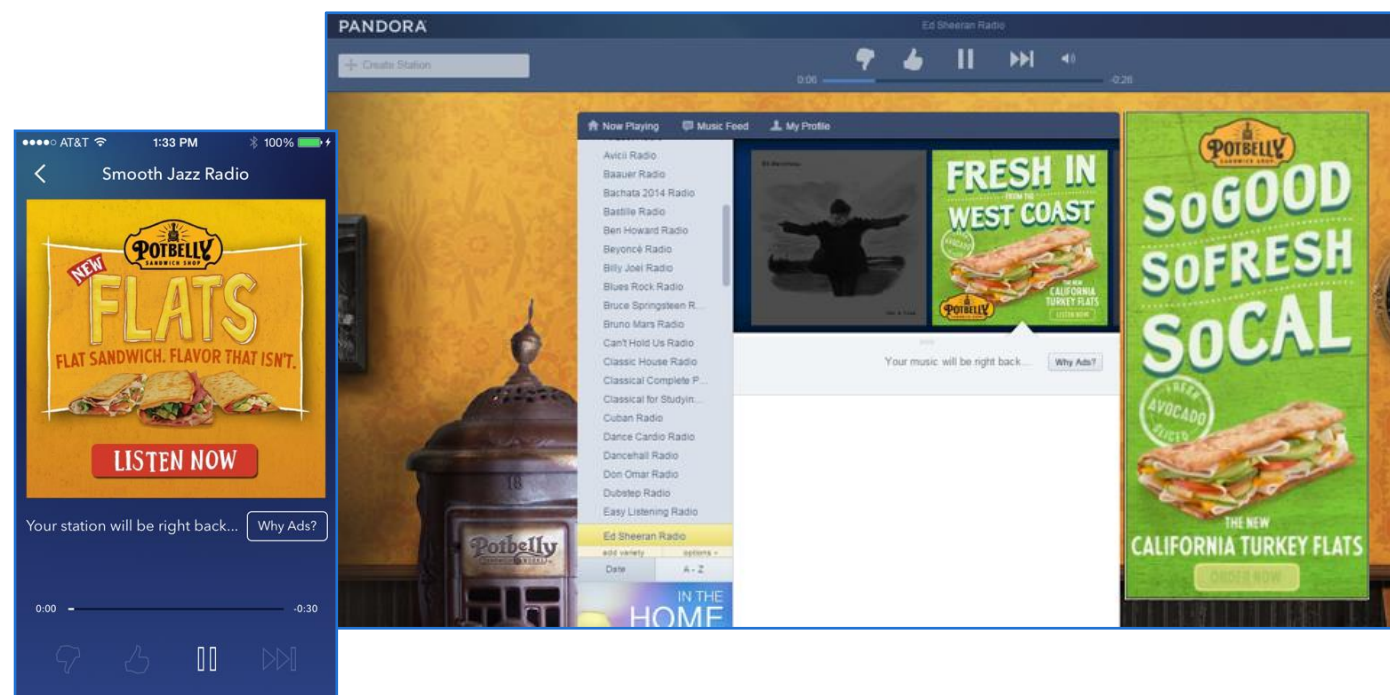 AT&T 1:33 PM 100%
Smooth Jazz Radio
POTBELLY
SANDWICH SHOP
NEW
FLATS
FLAT SANDWICH. FLAVOR THAT ISN'T.
LISTEN NOW
Your station will be right back... Why Ads?
0:00 -0:30
PANDORA
Ed Sheeran Radio
Create Station
0:06 -0:26
Now Playing Music Feed My Profile
Avicii Radio
Baauer Radio
Bachata 2014 Radio
Bastille Radio
Ben Howard Radio
Beyoncé Radio
Billy Joel Radio
Blues Rock Radio
Bruce Springsteen R...
Bruno Mars Radio
Can't Hold Us Radio
Classic House Radio
Classical Complete P...
Classical for Studyin...
Cuban Radio
Dance Cardio Radio
Dancehall Radio
Don Omar Radio
Dubstep Radio
Easy Listening Radio
Ed Sheeran Radio
add variety options
Date A - Z
IN THE
HOME
FRESH IN
FROM THE
WEST COAST
AVOCADO
THE NEW
CALIFORNIA
TURKEY FLATS
LISTEN NOW
POTBELLY
Your music will be right back... Why Ads?
18
Potbelly
SANDWICH WORKS
POTBELLY
SANDWICH SHOP
SoGOOD
SoFRESH
SoCAL
FRESH
AVOCADO
SLICED
THE NEW
CALIFORNIA TURKEY FLATS
ORDER NOW